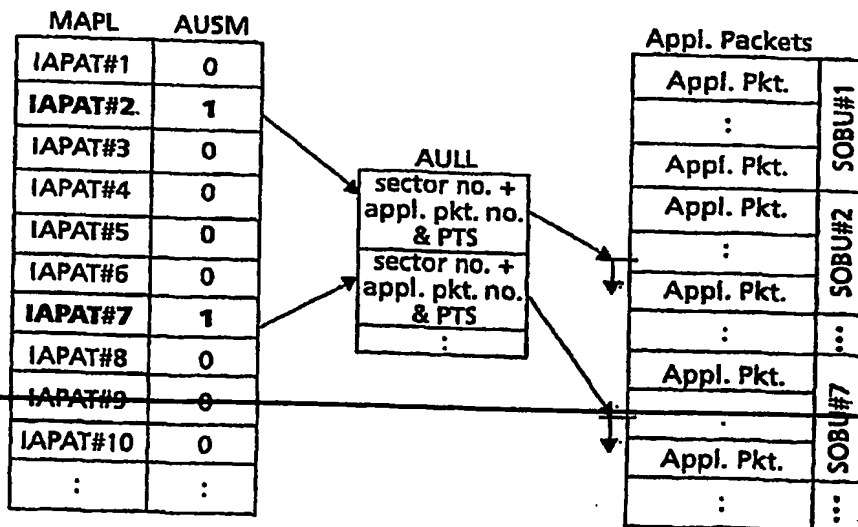 MAPL AUSM
IAPAT#1 0
IAPAT#2. 1
IAPAT#3 0
IAPAT#4 0
IAPAT#5 0
IAPAT#6 0
IAPAT#7 1
IAPAT#8 0
IAPAT#9 0
IAPAT#10 0
: :
AULL
sector no. +
appl. pkt. no.
& PTS
sector no. +
appl. pkt. no.
& PTS
:
Appl. Packets
Appl. Pkt.
:
Appl. Pkt.
Appl. Pkt.
:
Appl. Pkt.
:
Appl. Pkt.
:
Appl. Pkt.
:
SOBU#1
SOBU#2
...
SOBU#7
...